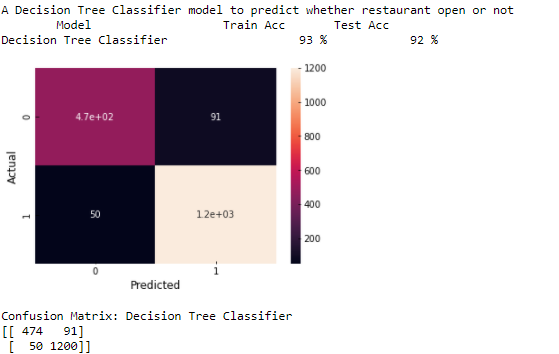 A Decision Tree Classifier model to predict whether restaurant open or not
Model Train Acc Test Acc
Decision Tree Classifier 93 % 92 %
1200
1000
800
600
400
200
Actual
0
4.7e+02 91
1
50 1.2e+03
0 1
Predicted
Confusion Matrix: Decision Tree Classifier
[[ 474 91]
[ 50 1200]]